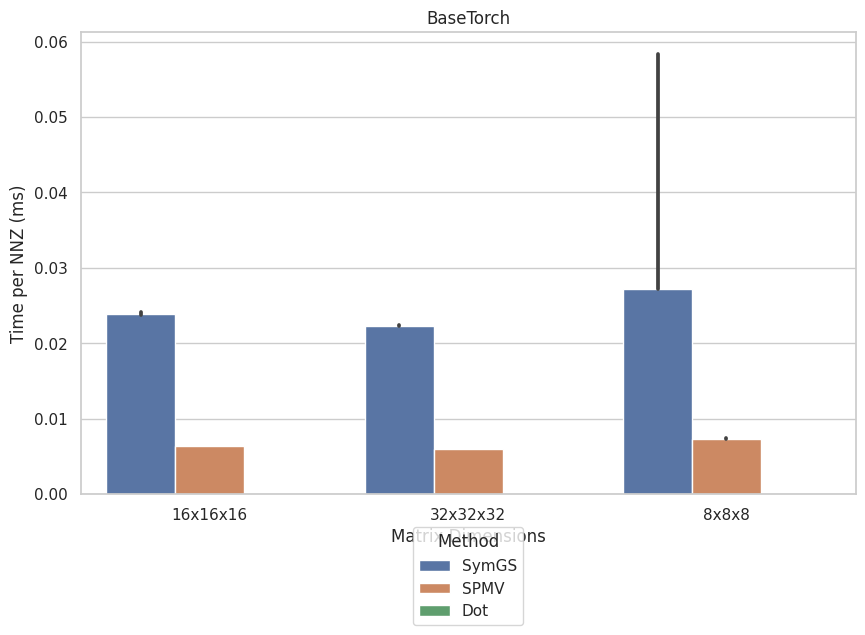 BaseTorch
0.06
0.05
0.04
0.03
0.02
0.01
0.00
Time per NNZ (ms)
16x16x16
32x32x32
8x8x8
Matrix Dimensions
Method
SymGS
SPMV
Dot